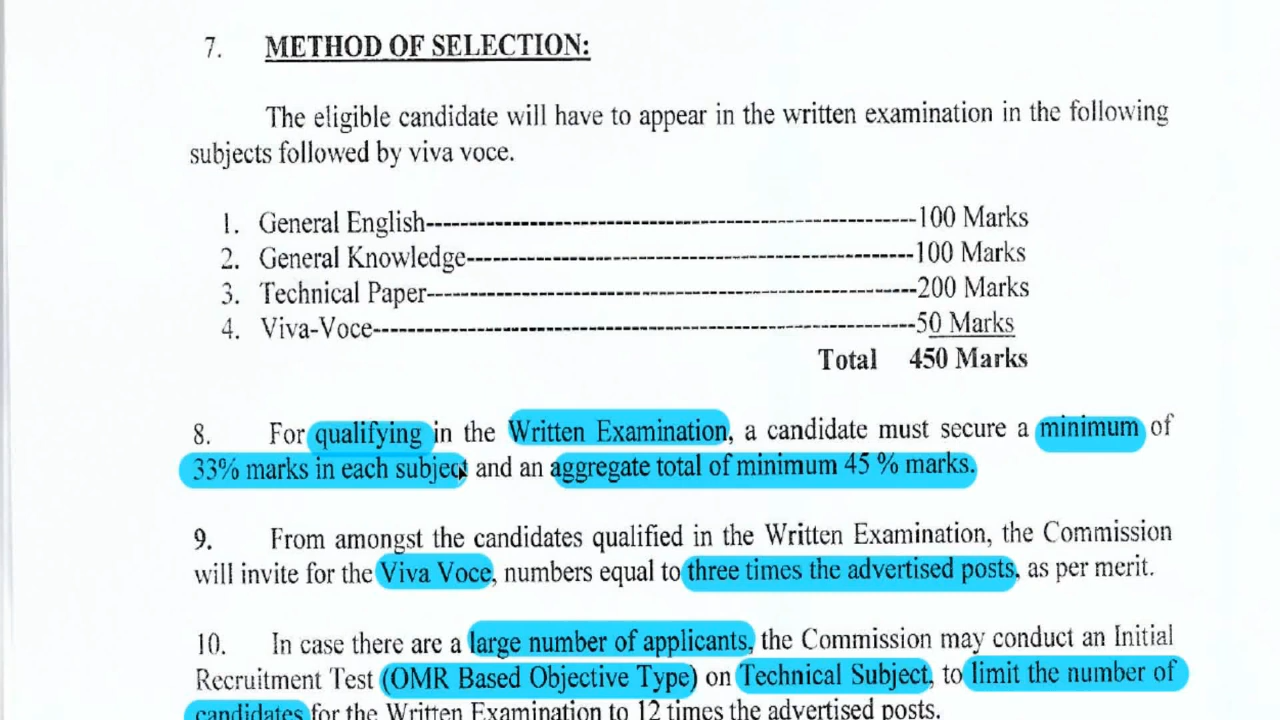 7. METHOD OF SELECTION:
The eligible candidate will have to appear in the written examination in the following
subjects followed by viva voce.
1. General English---------------------------------------------------------100 Marks
2. General Knowledge----------------------------------------------------100 Marks
3. Technical Paper---------------------------------------------------------200 Marks
4. Viva-Voce---------------------------------------------------------------50 Marks
Total 450 Marks
8. For qualifying in the Written Examination, a candidate must secure a minimum of
33% marks in each subject and an aggregate total of minimum 45 % marks.
9. From amongst the candidates qualified in the Written Examination, the Commission
will invite for the Viva Voce, numbers equal to three times the advertised posts, as per merit.
10. In case there are a large number of applicants, the Commission may conduct an Initial
Recruitment Test (OMR Based Objective Type) on Technical Subject, to limit the number of
candidates for the Written Examination to 12 times the advertised posts.